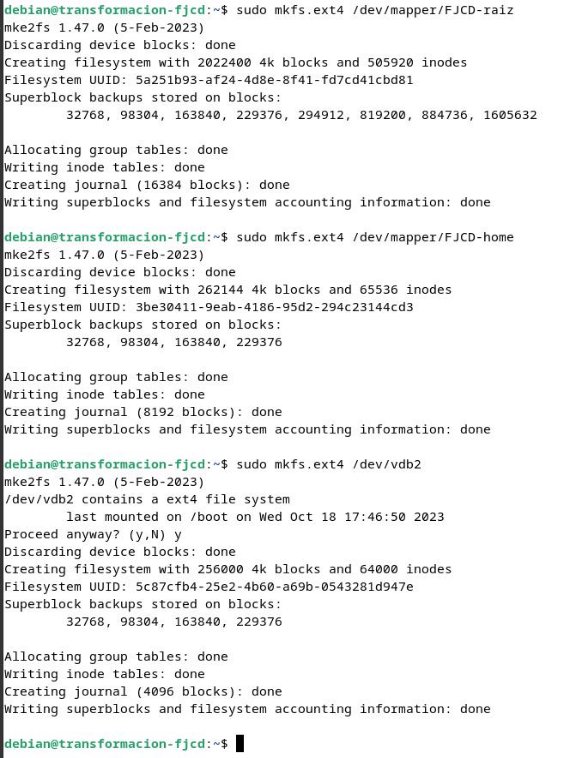 debian@transformacion-fjcd:~$ sudo mkfs.ext4 /dev/mapper/FJCD-raiz
mke2fs 1.47.0 (5-Feb-2023)
Discarding device blocks: done
Creating filesystem with 2022400 4k blocks and 505920 inodes
Filesystem UUID: 5a251b93-af24-4d8e-8f41-fd7cd41cbd81
Superblock backups stored on blocks:
        32768, 98304, 163840, 229376, 294912, 819200, 884736, 1605632

Allocating group tables: done
Writing inode tables: done
Creating journal (16384 blocks): done
Writing superblocks and filesystem accounting information: done

debian@transformacion-fjcd:~$ sudo mkfs.ext4 /dev/mapper/FJCD-home
mke2fs 1.47.0 (5-Feb-2023)
Discarding device blocks: done
Creating filesystem with 262144 4k blocks and 65536 inodes
Filesystem UUID: 3be30411-9eab-4186-95d2-294c23144cd3
Superblock backups stored on blocks:
        32768, 98304, 163840, 229376

Allocating group tables: done
Writing inode tables: done
Creating journal (8192 blocks): done
Writing superblocks and filesystem accounting information: done

debian@transformacion-fjcd:~$ sudo mkfs.ext4 /dev/vdb2
mke2fs 1.47.0 (5-Feb-2023)
/dev/vdb2 contains a ext4 file system
        last mounted on /boot on Wed Oct 18 17:46:50 2023
Proceed anyway? (y,N) y
Discarding device blocks: done
Creating filesystem with 256000 4k blocks and 64000 inodes
Filesystem UUID: 5c87cfb4-25e2-4b60-a69b-0543281d947e
Superblock backups stored on blocks:
        32768, 98304, 163840, 229376

Allocating group tables: done
Writing inode tables: done
Creating journal (4096 blocks): done
Writing superblocks and filesystem accounting information: done

debian@transformacion-fjcd:~$